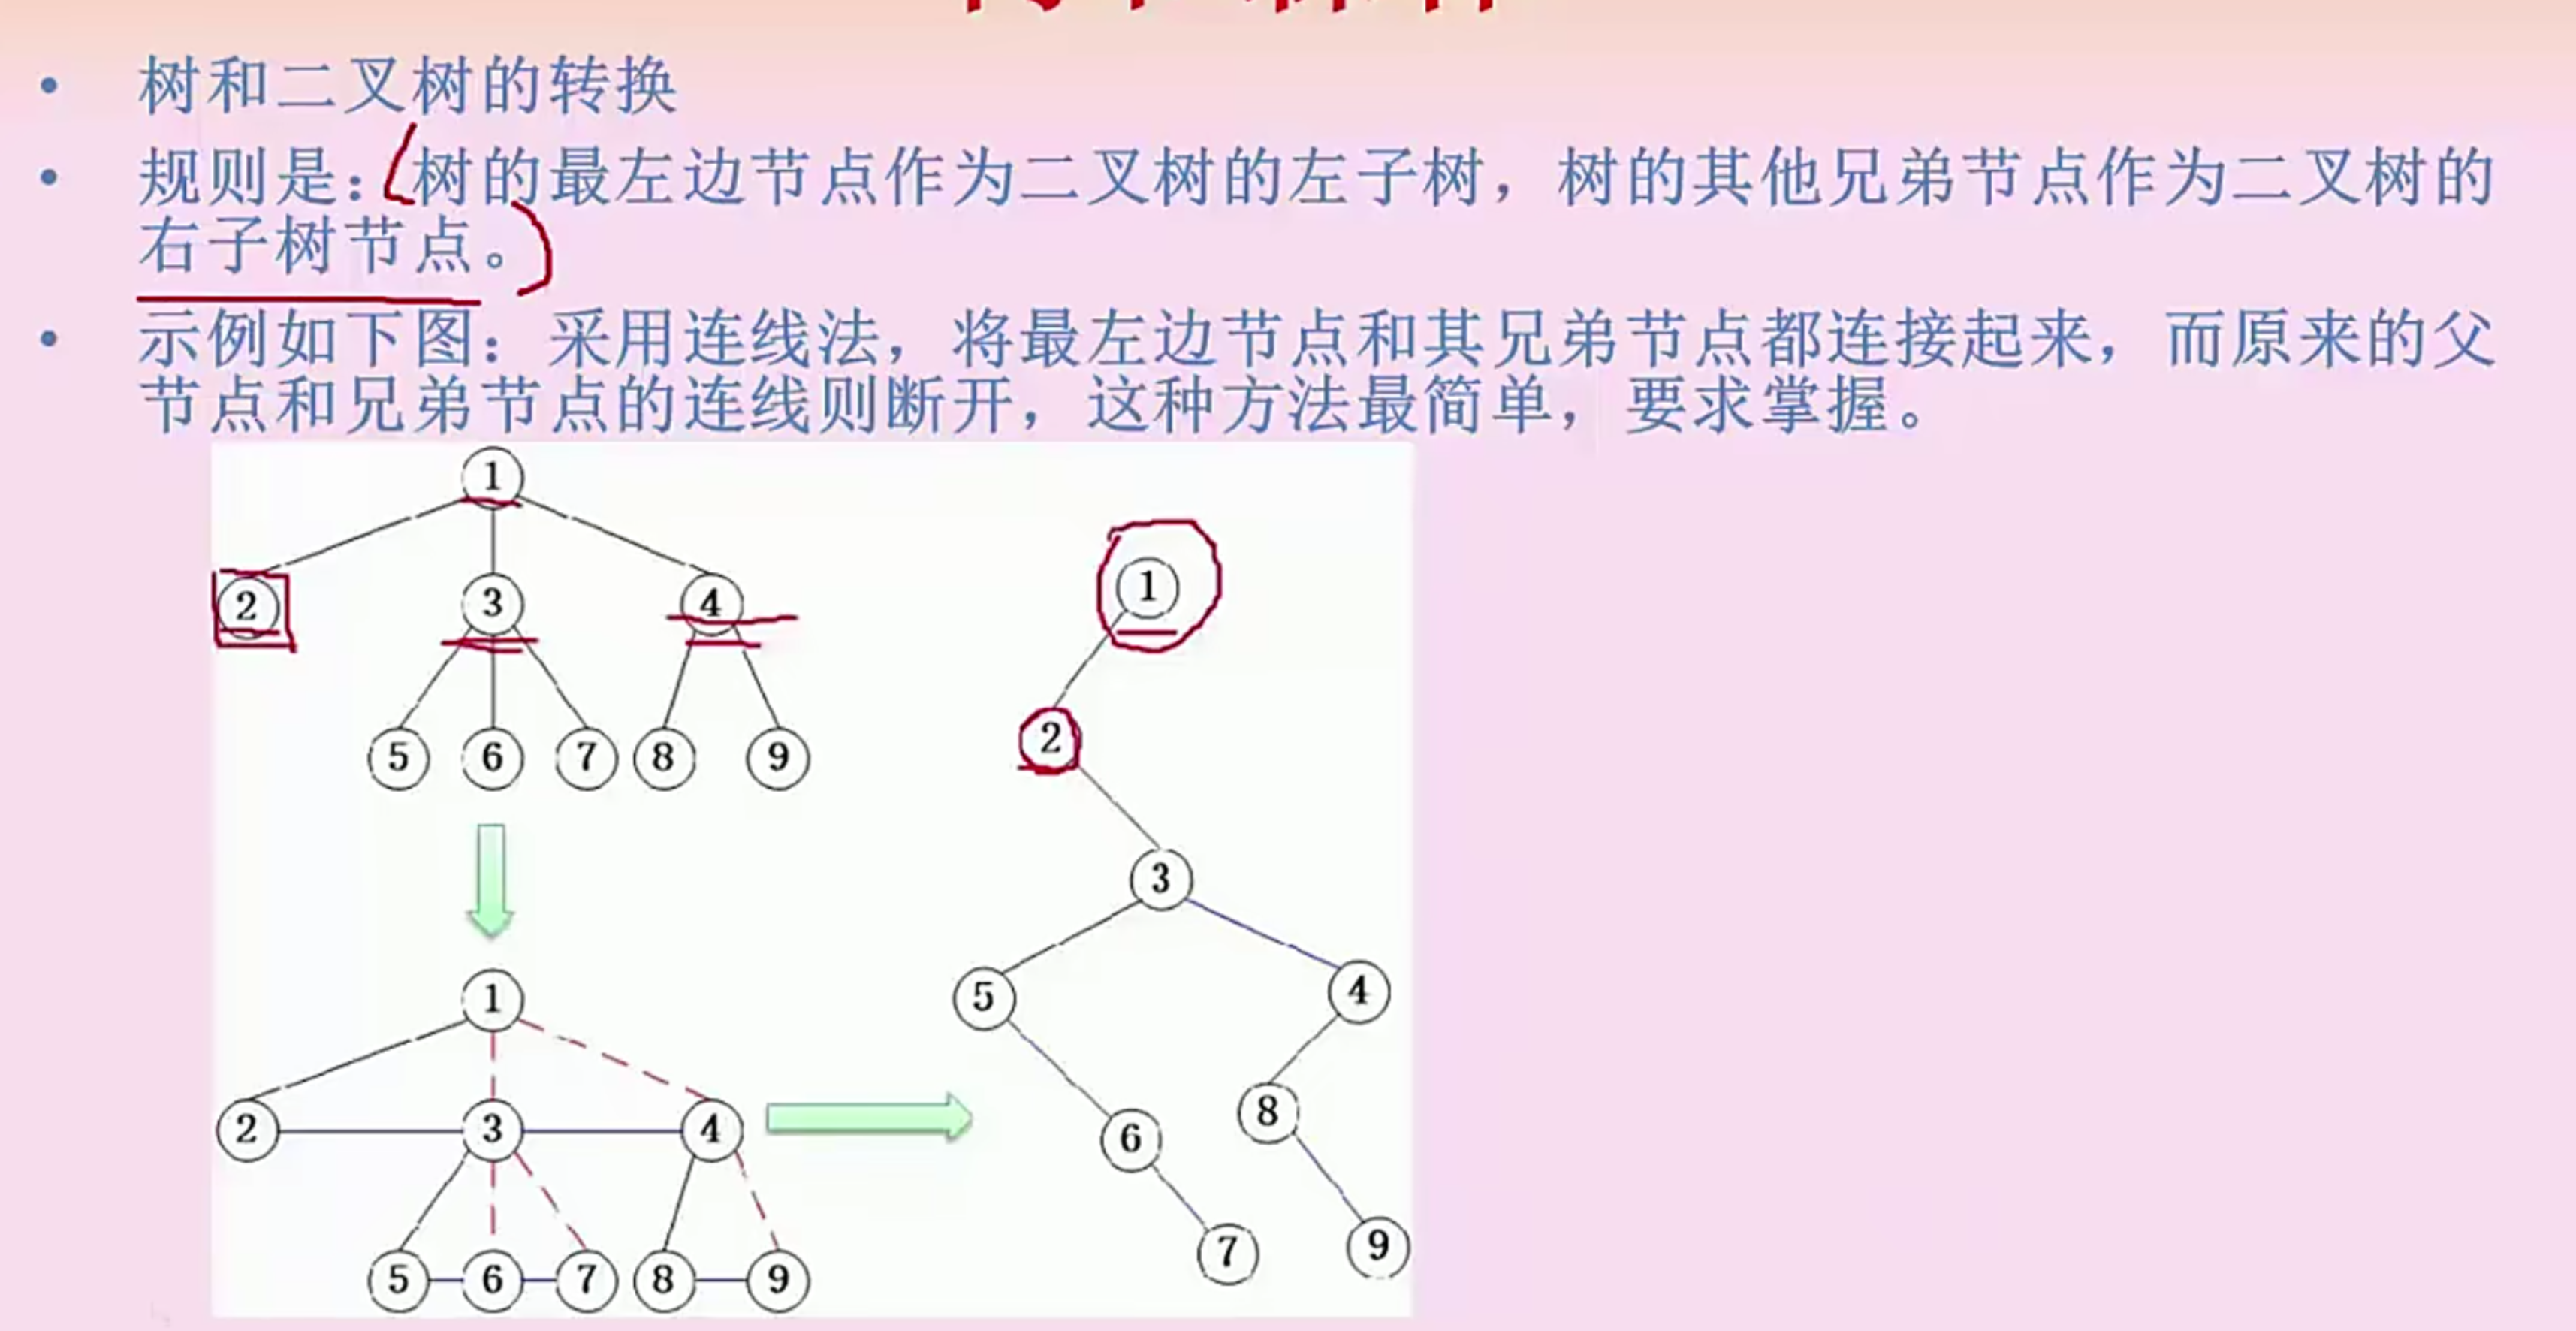 • 树和二叉树的转换
• 规则是：树的最左边节点作为二叉树的左子树，树的其他兄弟节点作为二叉树的
右子树节点。
• 示例如下图：采用连线法，将最左边节点和其兄弟节点都连接起来，而原来的父
节点和兄弟节点的连线则断开，这种方法最简单，要求掌握。
1
2 3 4
5 6 7 8 9
1
2 3 4
5 6 7 8 9
1
2
3
5 4
6 8
7 9